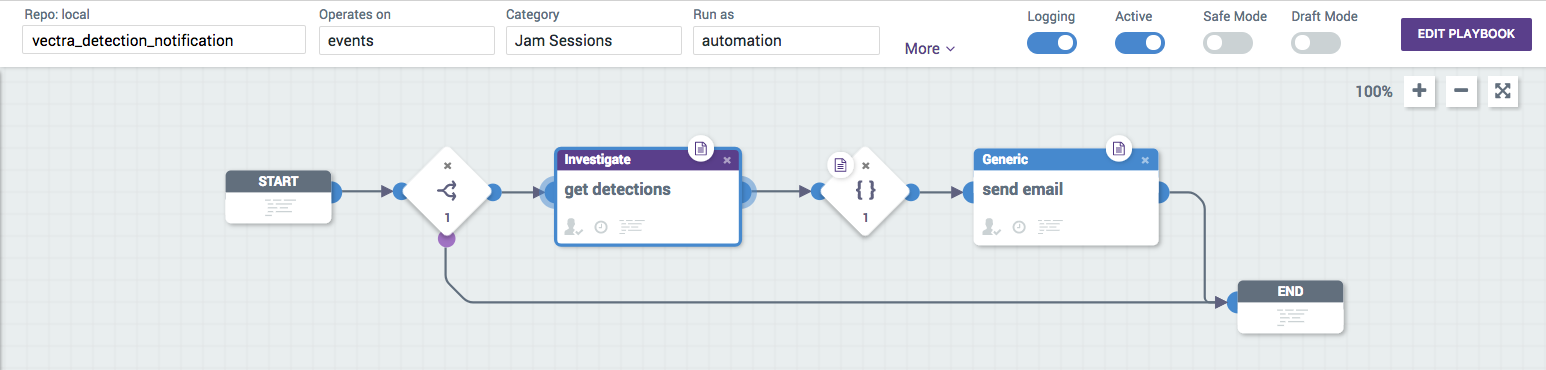 Repo: local
Operates on
Category
Run as
Logging
Active
Safe Mode
Draft Mode
vectra_detection_notification
events
Jam Sessions
automation
More
EDIT PLAYBOOK
100%
START
1
Investigate
get detections
{ }
1
Generic
send email
END